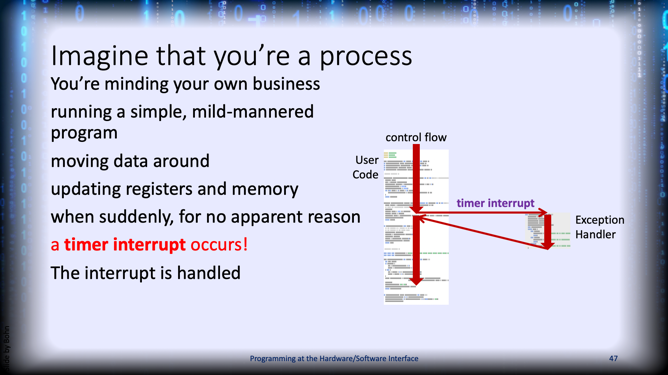 Imagine that you’re a process
You’re minding your own business
running a simple, mild-mannered
program
moving data around
updating registers and memory
when suddenly, for no apparent reason
a timer interrupt occurs!
The interrupt is handled
control flow
User
Code
timer interrupt
Exception
Handler
Programming at the Hardware/Software Interface
47